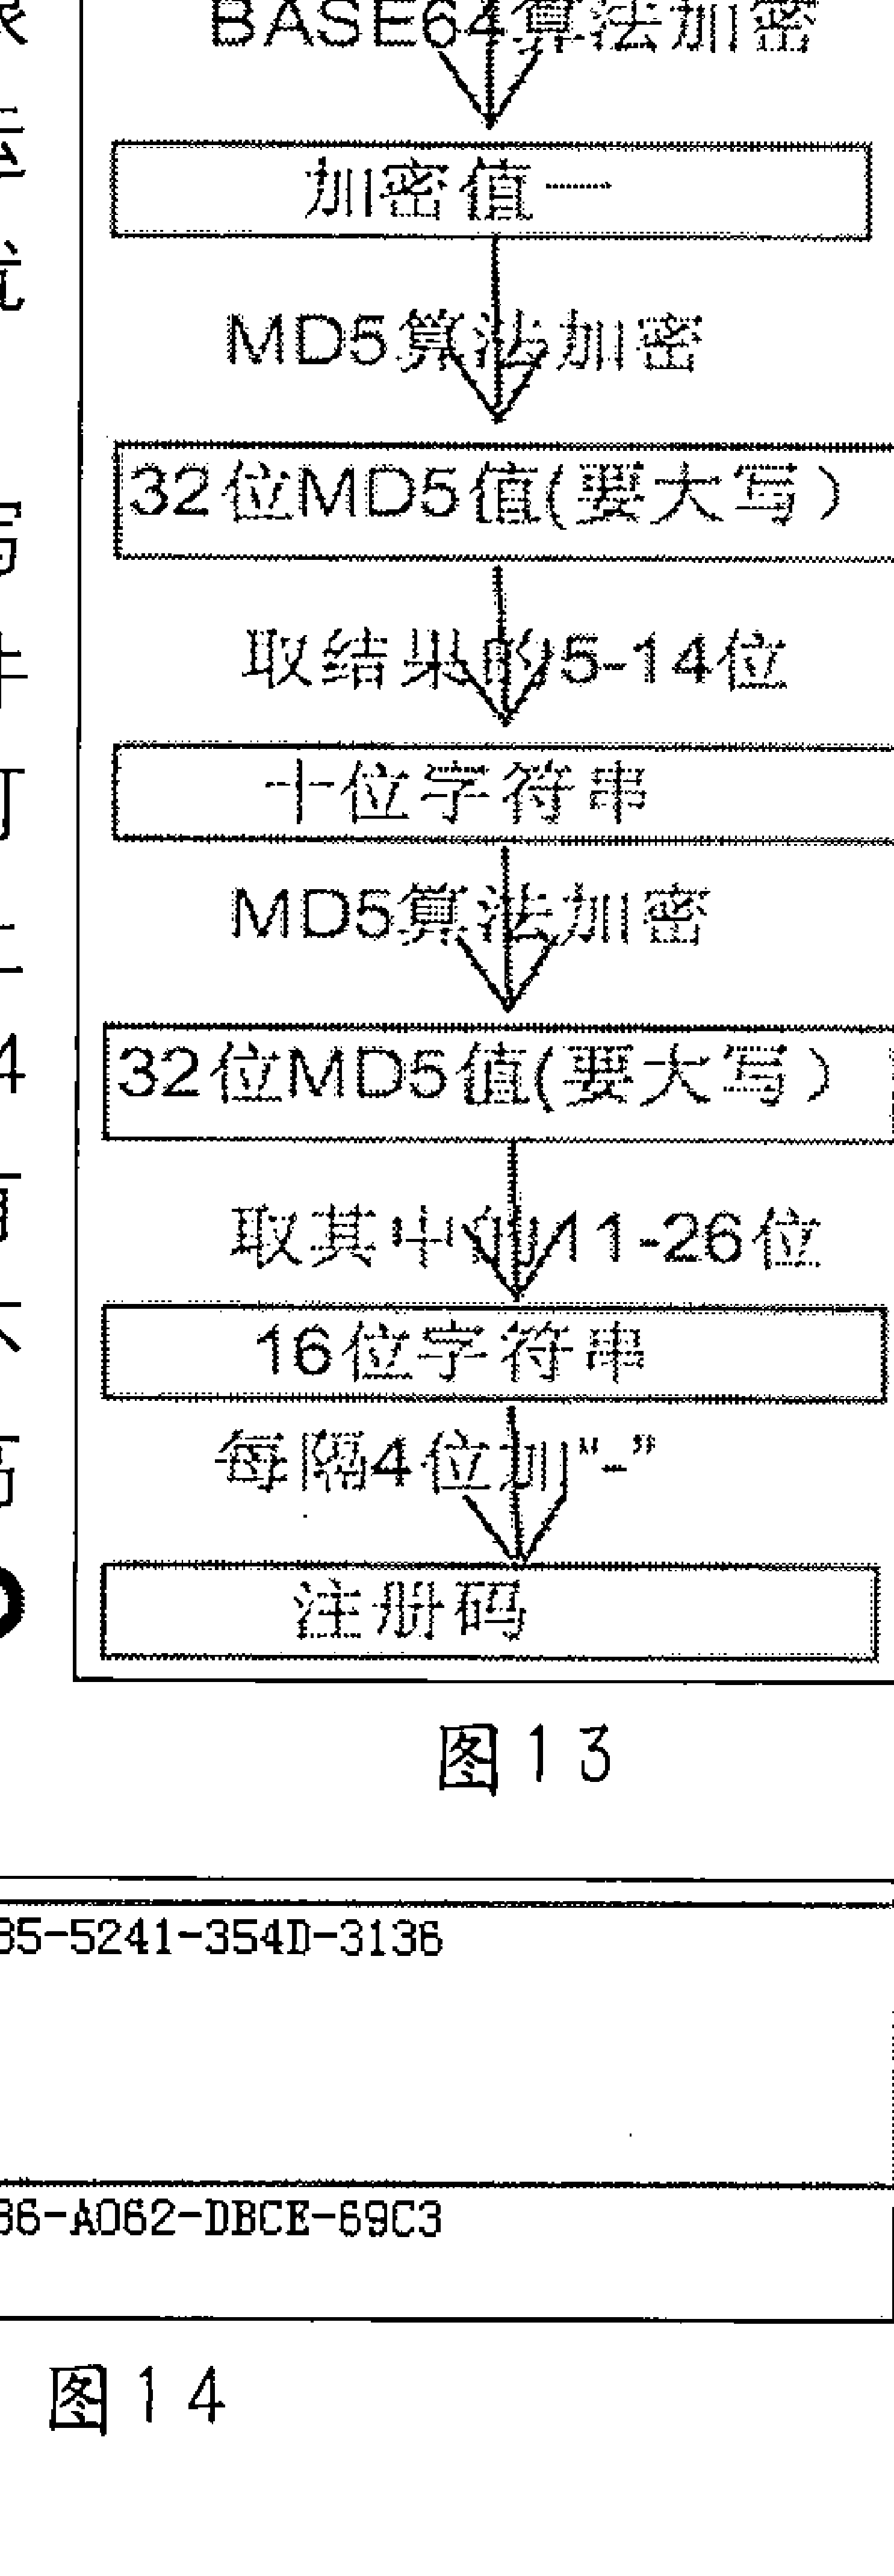 BASE64算法加密
加密值一
MD5算法加密
32位MD5值(要大写)
取结果的5-14位
十位字符串
MD5算法加密
32位MD5值(要大写)
取其中的11-26位
16位字符串
每隔4位加“-”
注册码
图13
35-5241-354D-3136
36-A062-DBCE-69C3
图14